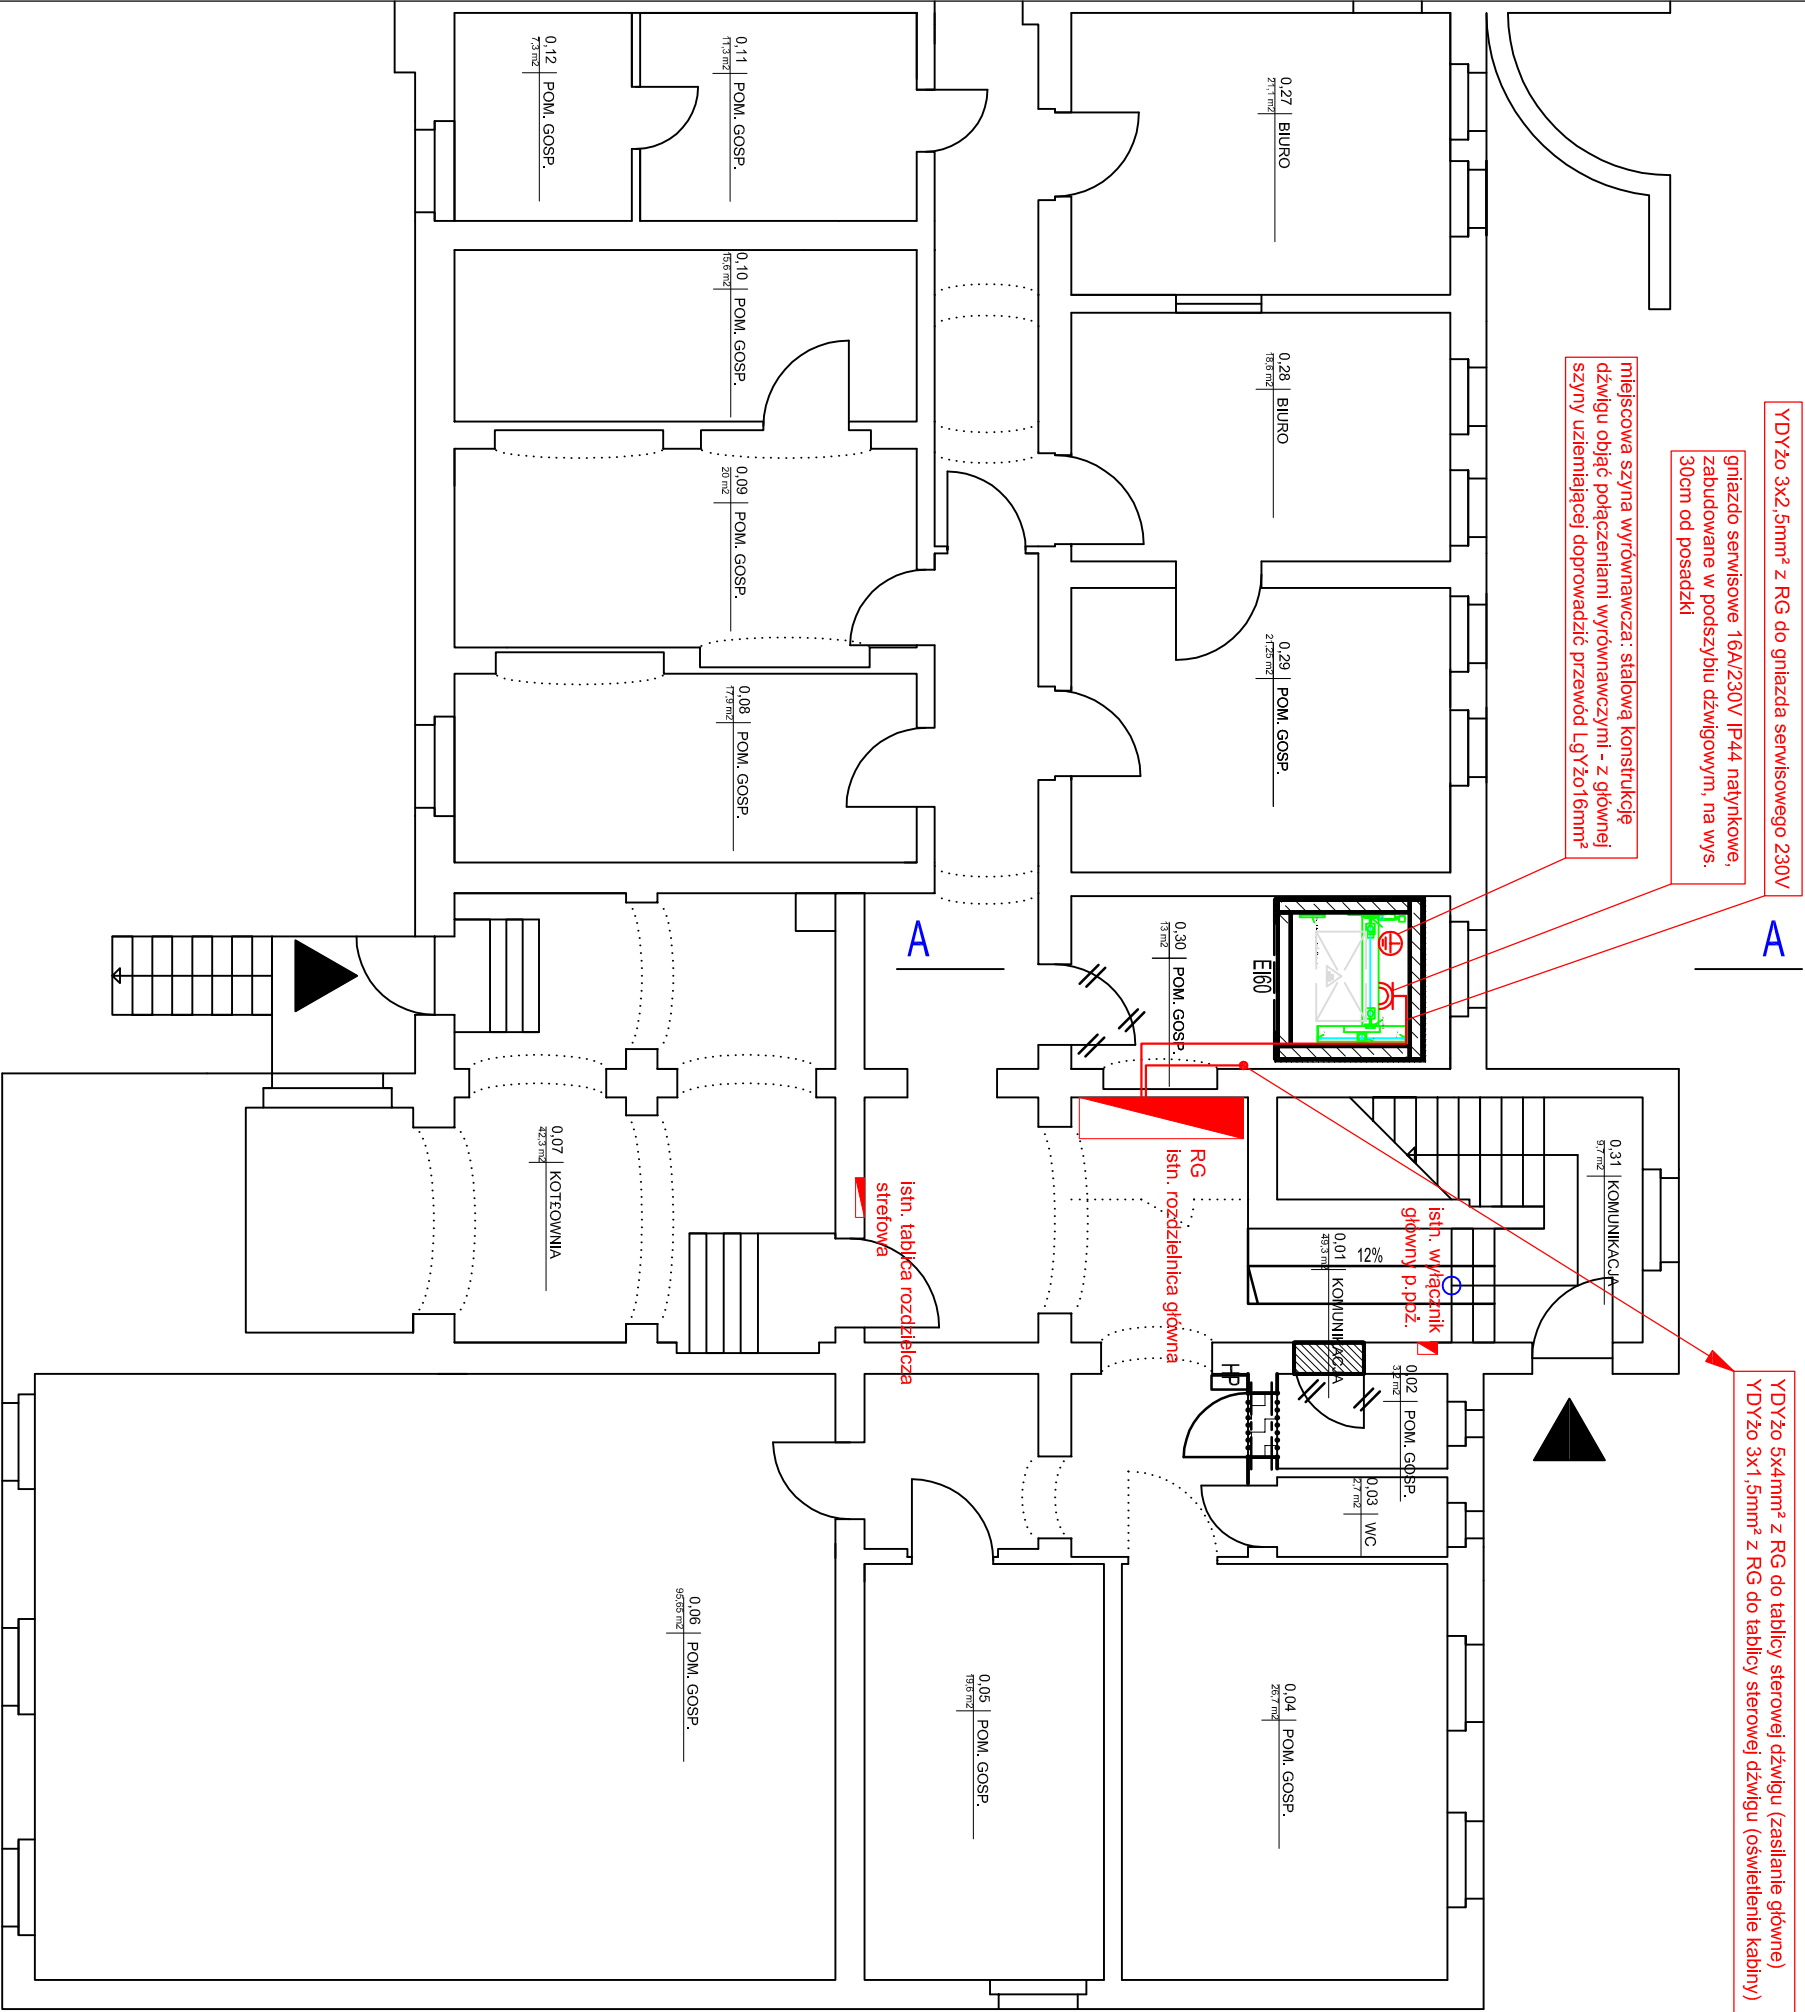 YDYżo 3x2,5mm² z RG do gniazda serwisowego 230V
gniazdo serwisowe 16A/230V IP44 natynkowe,
zabudowane w podszybiu dźwigowym, na wys.
30cm od posadzki
miejscowa szyna wyrównawcza: stalową konstrukcję
dźwigu objąć połączeniami wyrównawczymi - z głównej
szyny uziemiającej doprowadzić przewód LgYżo16mm²
YDYżo 5x4mm² z RG do tablicy sterowej dźwigu (zasilanie główne)
YDYżo 3x1,5mm² z RG do tablicy sterowej dźwigu (oświetlenie kabiny)
A
A
0,27 BIURO
21,1 m2
0,28 BIURO
18,6 m2
0,29 POM. GOSP.
21,25 m2
0,30 POM. GOSP.
13 m2
EI60
0,31 KOMUNIKACJA
9,7 m2
0,01 KOMUNIKACJA
49,3 m2
12%
istn. wyłącznik
główny p.poż.
RG
istn. rozdzielnica główna
istn. tablica rozdzielcza
strefowa
HP
0,02 POM. GOSP.
3,2 m2
0,03 WC
2,7 m2
0,04 POM. GOSP.
26,7 m2
0,05 POM. GOSP.
19,6 m2
0,06 POM. GOSP.
95,65 m2
0,07 KOTŁOWNIA
42,3 m2
0,08 POM. GOSP.
17,9 m2
0,09 POM. GOSP.
20 m2
0,10 POM. GOSP.
15,6 m2
0,11 POM. GOSP.
11,3 m2
0,12 POM. GOSP.
7,3 m2